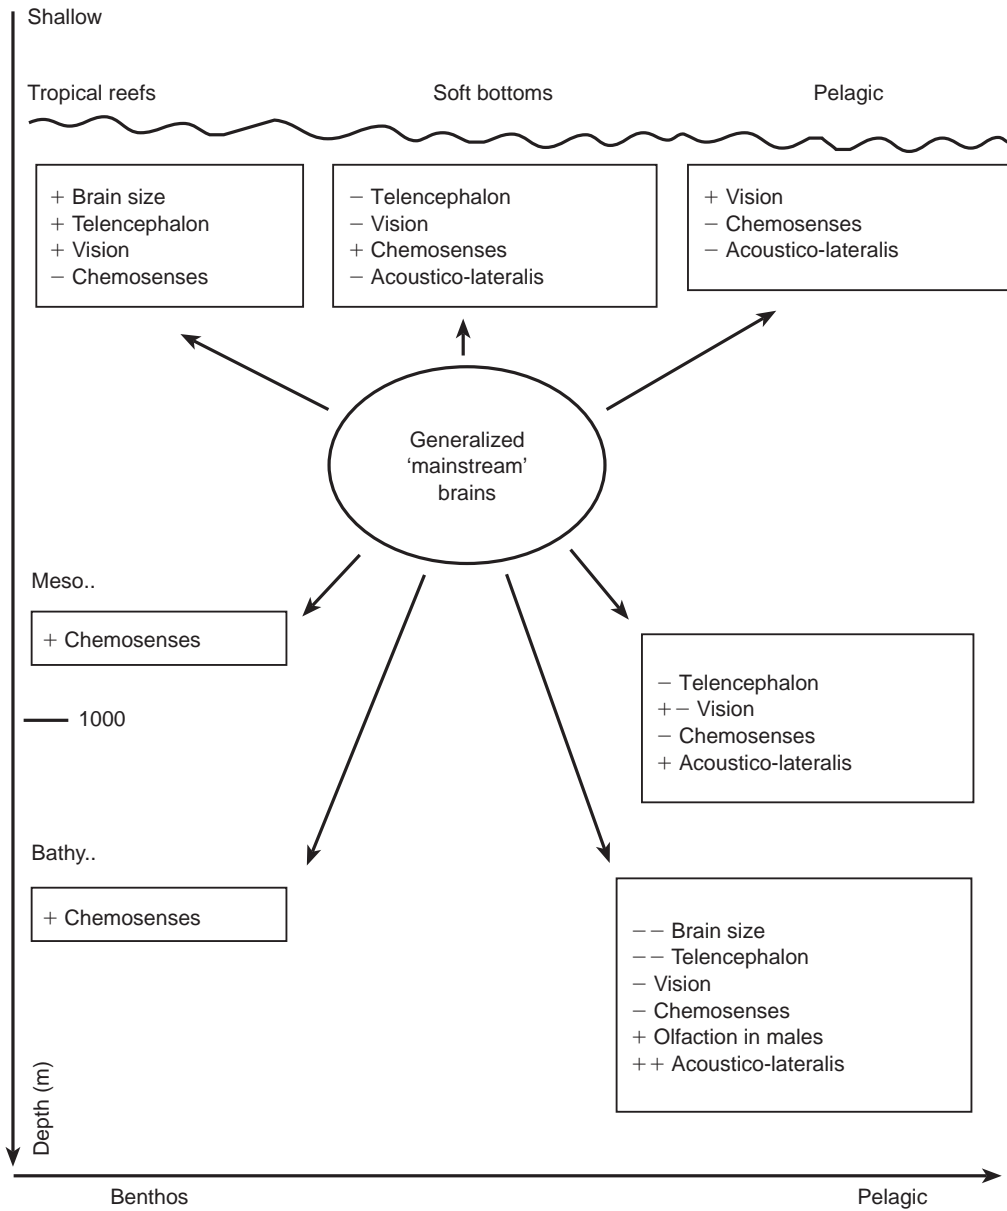 Shallow
Tropical reefs
Soft bottoms
Pelagic
+ Brain size
+ Telencephalon
+ Vision
− Chemosenses
− Telencephalon
− Vision
+ Chemosenses
− Acoustico-lateralis
+ Vision
− Chemosenses
− Acoustico-lateralis
Generalized
‘mainstream’
brains
Meso..
+ Chemosenses
1000
− Telencephalon
+− Vision
− Chemosenses
+ Acoustico-lateralis
Bathy..
+ Chemosenses
−− Brain size
−− Telencephalon
− Vision
− Chemosenses
+ Olfaction in males
++ Acoustico-lateralis
Depth (m)
Benthos
Pelagic